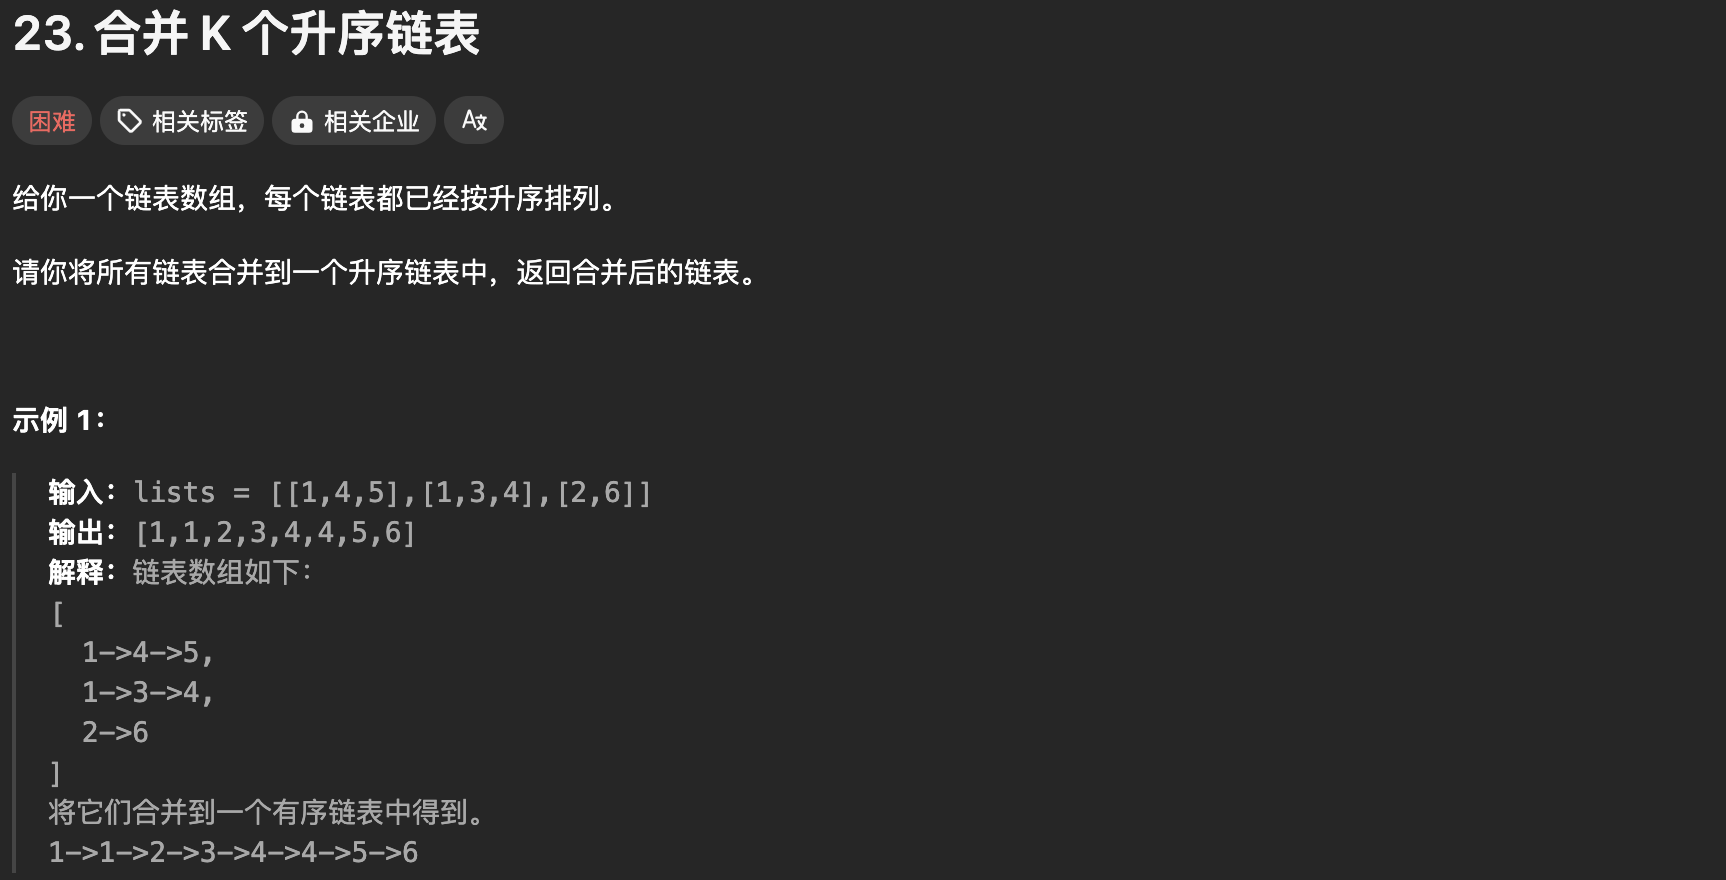 23. 合并 K 个升序链表
困难 相关标签 相关企业 Aあ
给你一个链表数组，每个链表都已经按升序排列。
请你将所有链表合并到一个升序链表中，返回合并后的链表。
示例 1：
输入：lists = [[1,4,5],[1,3,4],[2,6]]
输出：[1,1,2,3,4,4,5,6]
解释：链表数组如下：
[
  1->4->5,
  1->3->4,
  2->6
]
将它们合并到一个有序链表中得到。
1->1->2->3->4->4->5->6